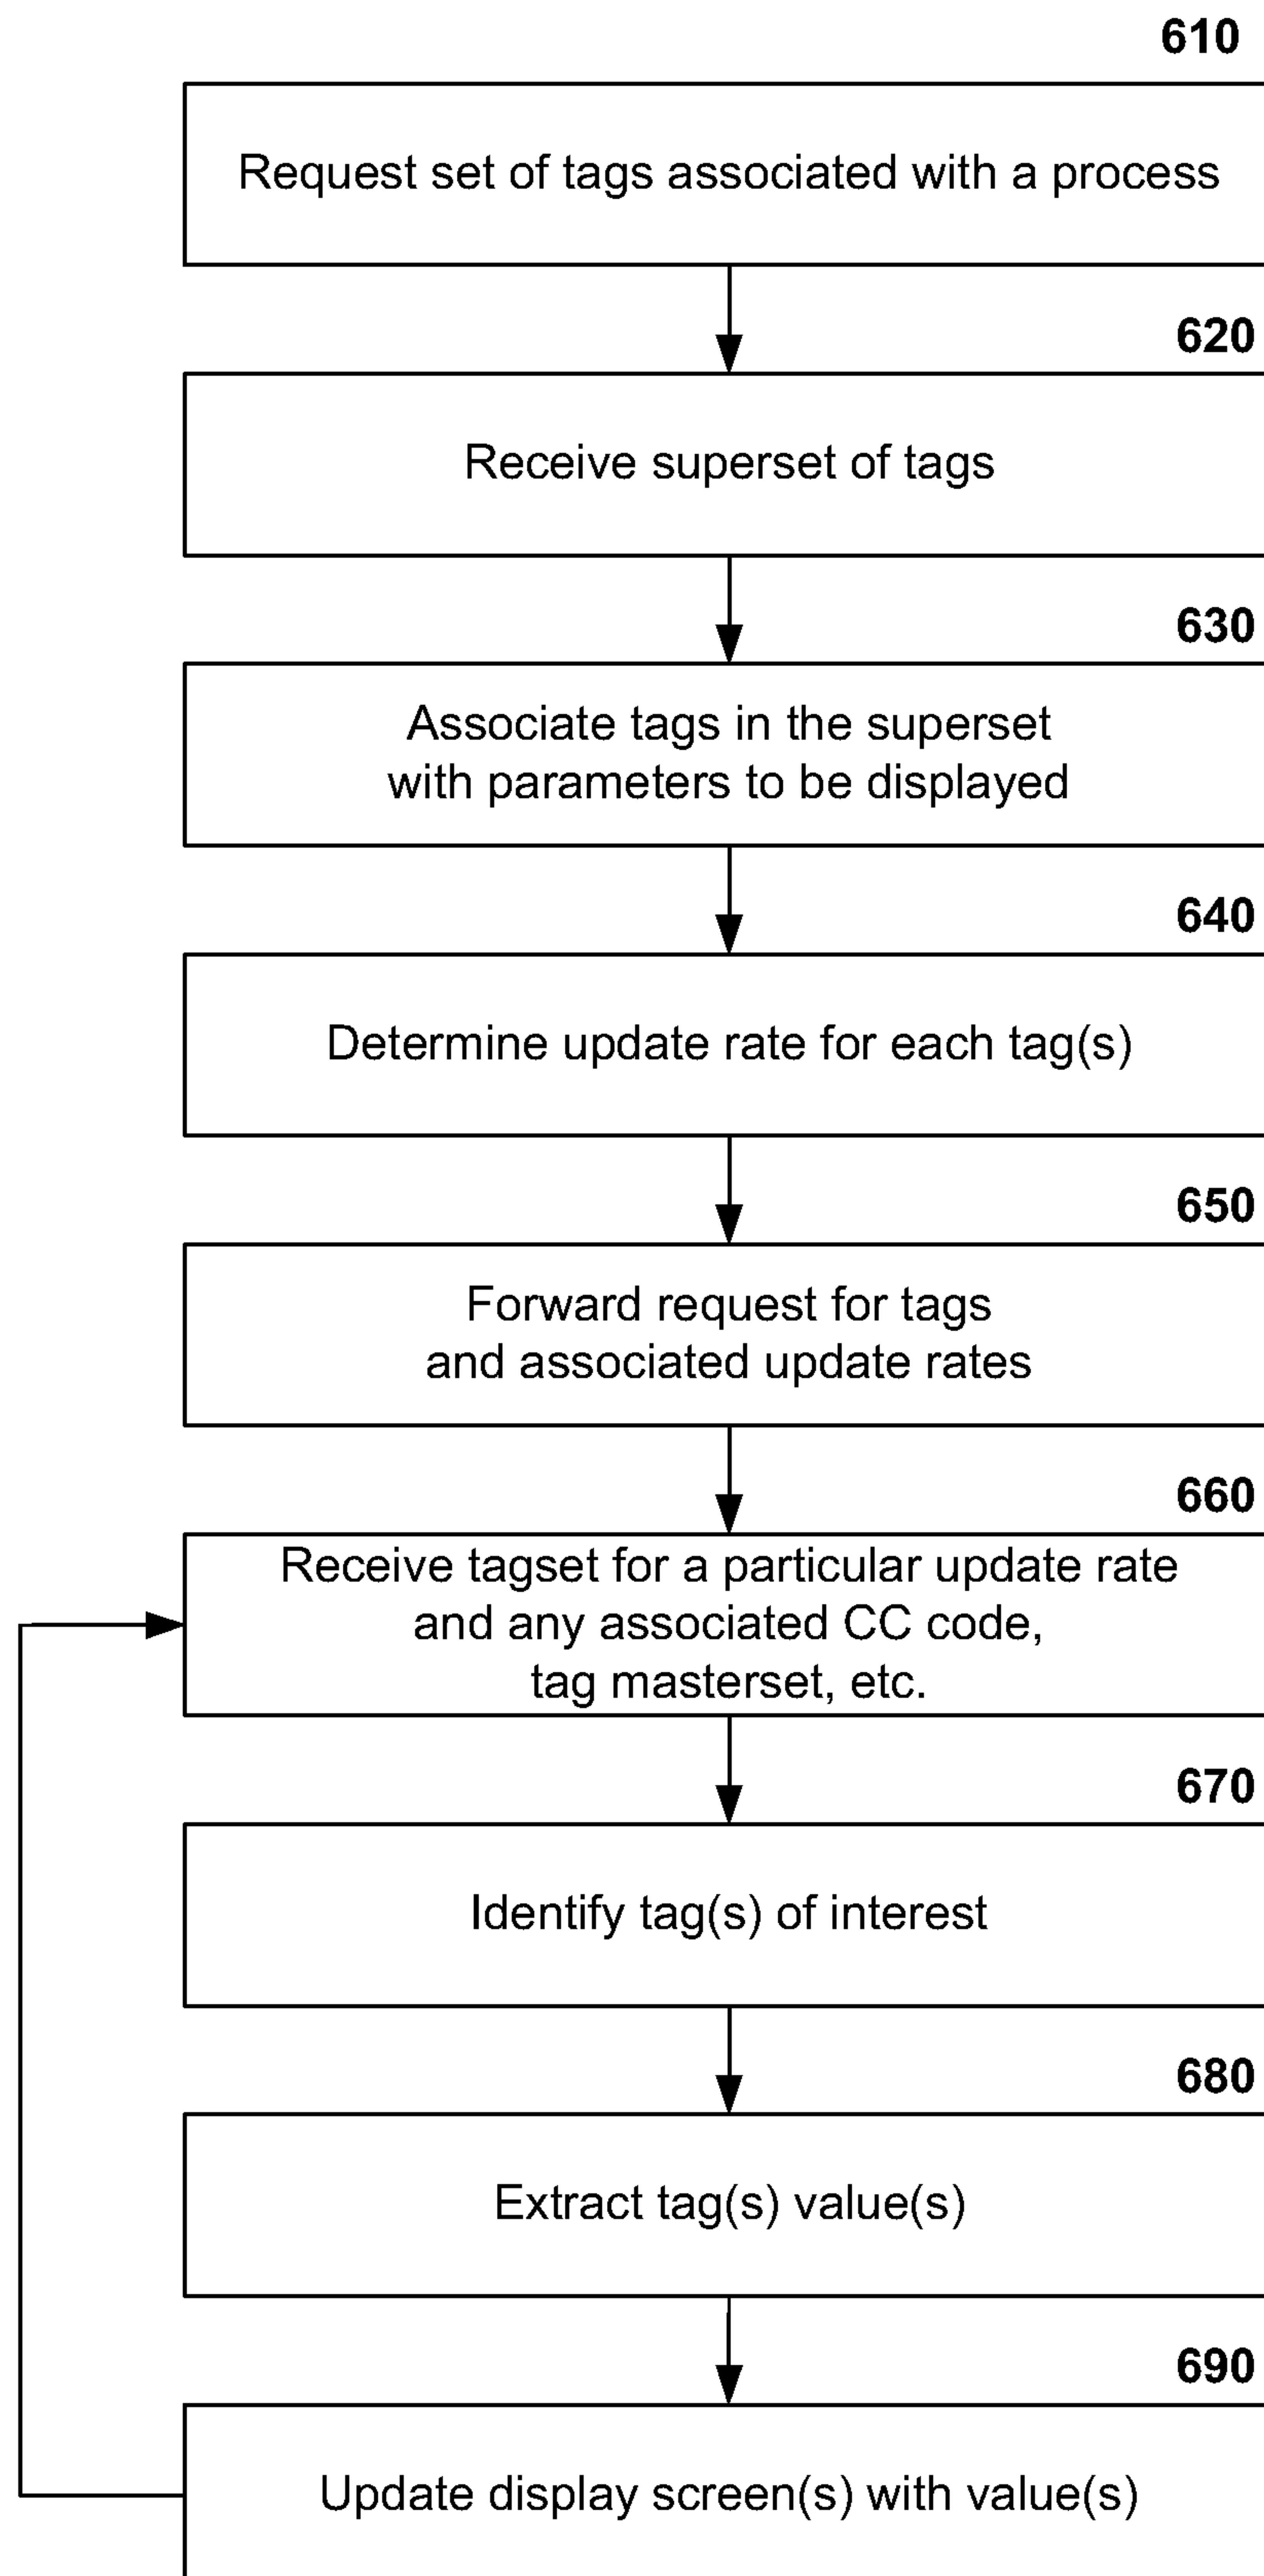 610
Request set of tags associated with a process
620
Receive superset of tags
630
Associate tags in the superset
with parameters to be displayed
640
Determine update rate for each tag(s)
650
Forward request for tags
and associated update rates
660
Receive tagset for a particular update rate
and any associated CC code,
tag masterset, etc.
670
Identify tag(s) of interest
680
Extract tag(s) value(s)
690
Update display screen(s) with value(s)